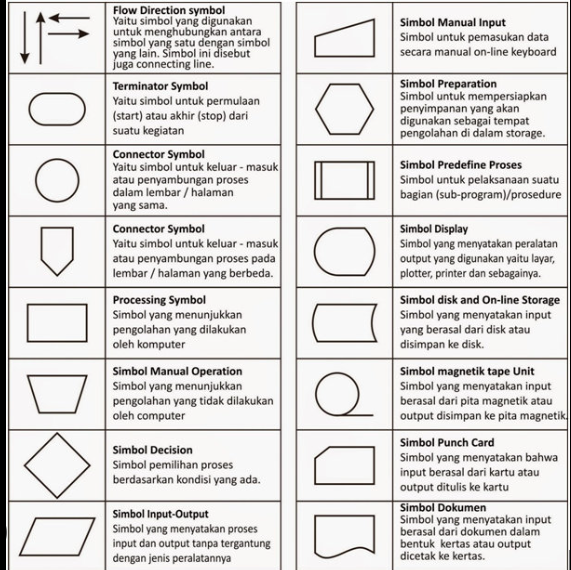 Flow Direction symbol
Yaitu simbol yang digunakan
untuk menghubungkan antara
simbol yang satu dengan simbol
yang lain. Simbol ini disebut
juga connecting line.
Terminator Symbol
Yaitu simbol untuk permulaan
(start) atau akhir (stop) dari
suatu kegiatan
Connector Symbol
Yaitu simbol untuk keluar - masuk
atau penyambungan proses
dalam lembar / halaman
yang sama.
Connector Symbol
Yaitu simbol untuk keluar - masuk
atau penyambungan proses pada
lembar / halaman yang berbeda.
Processing Symbol
Simbol yang menunjukkan
pengolahan yang dilakukan
oleh komputer
Simbol Manual Operation
Simbol yang menunjukkan
pengolahan yang tidak dilakukan
oleh computer
Simbol Decision
Simbol pemilihan proses
berdasarkan kondisi yang ada.
Simbol Input-Output
Simbol yang menyatakan proses
input dan output tanpa tergantung
dengan jenis peralatannya
Simbol Manual Input
Simbol untuk pemasukan data
secara manual on-line keyboard
Simbol Preparation
Simbol untuk mempersiapkan
penyimpanan yang akan
digunakan sebagai tempat
pengolahan di dalam storage.
Simbol Predefine Proses
Simbol untuk pelaksanaan suatu
bagian (sub-program)/prosedure
Simbol Display
Simbol yang menyatakan peralatan
output yang digunakan yaitu layar,
plotter, printer dan sebagainya.
Simbol disk and On-line Storage
Simbol yang menyatakan input
yang berasal dari disk atau
disimpan ke disk.
Simbol magnetik tape Unit
Simbol yang menyatakan input
berasal dari pita magnetik atau
output disimpan ke pita magnetik.
Simbol Punch Card
Simbol yang menyatakan bahwa
input berasal dari kartu atau
output ditulis ke kartu
Simbol Dokumen
Simbol yang menyatakan input
berasal dari dokumen dalam
bentuk kertas atau output
dicetak ke kertas.